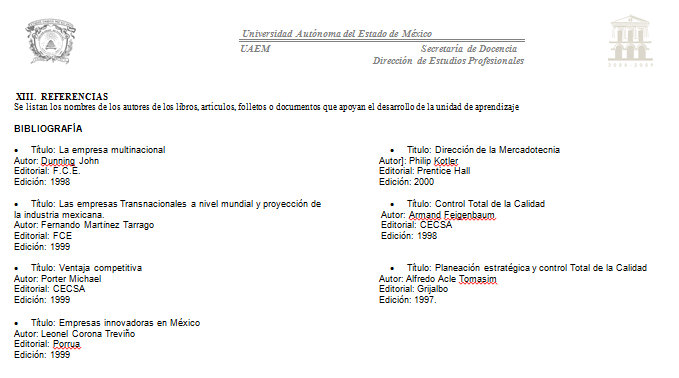 Universidad Autónoma del Estado de México
UAEM Secretaría de Docencia
Dirección de Estudios Profesionales
2005-2009
XIII. REFERENCIAS
Se listan los nombres de los autores de los libros, artículos, folletos o documentos que apoyan el desarrollo de la unidad de aprendizaje
BIBLIOGRAFÍA
• Título: La empresa multinacional
Autor: Dunning John
Editorial: F.C.E.
Edición: 1998
• Título: Las empresas Transnacionales a nivel mundial y proyección de
la industria mexicana.
Autor: Fernando Martínez Tarrago
Editorial: FCE
Edición: 1999
• Título: Ventaja competitiva
Autor: Porter Michael
Editorial: CECSA
Edición: 1999
• Título: Empresas innovadoras en México
Autor: Leonel Corona Treviño
Editorial: Porrua
Edición: 1999
• Titulo: Dirección de la Mercadotecnia
Autor]: Philip Kotler
Editorial: Prentice Hall
Edición: 2000
• Título: Control Total de la Calidad
Autor: Armand Feigenbaum
Editorial: CECSA
Edición: 1998
• Título: Planeación estratégica y control Total de la Calidad
Autor: Alfredo Acle Tomasim
Editorial: Grijalbo
Edición: 1997.